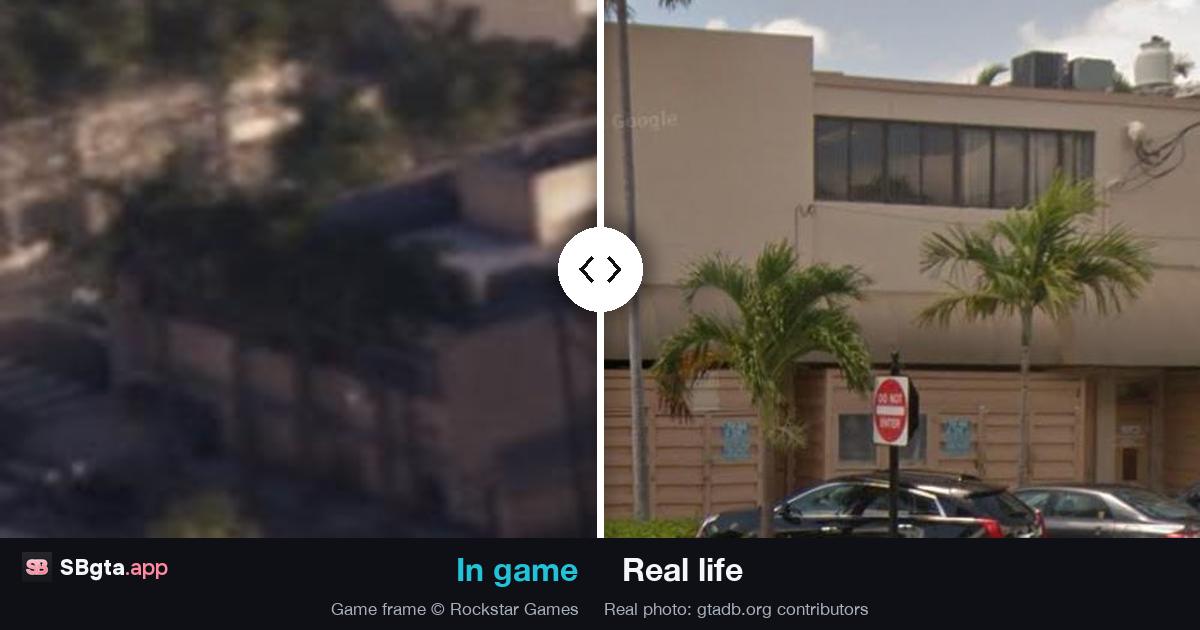 Google
DO NOT
ENTER
SB SBgta.app
In game
Real life
Game frame © Rockstar Games
Real photo: gtadb.org contributors